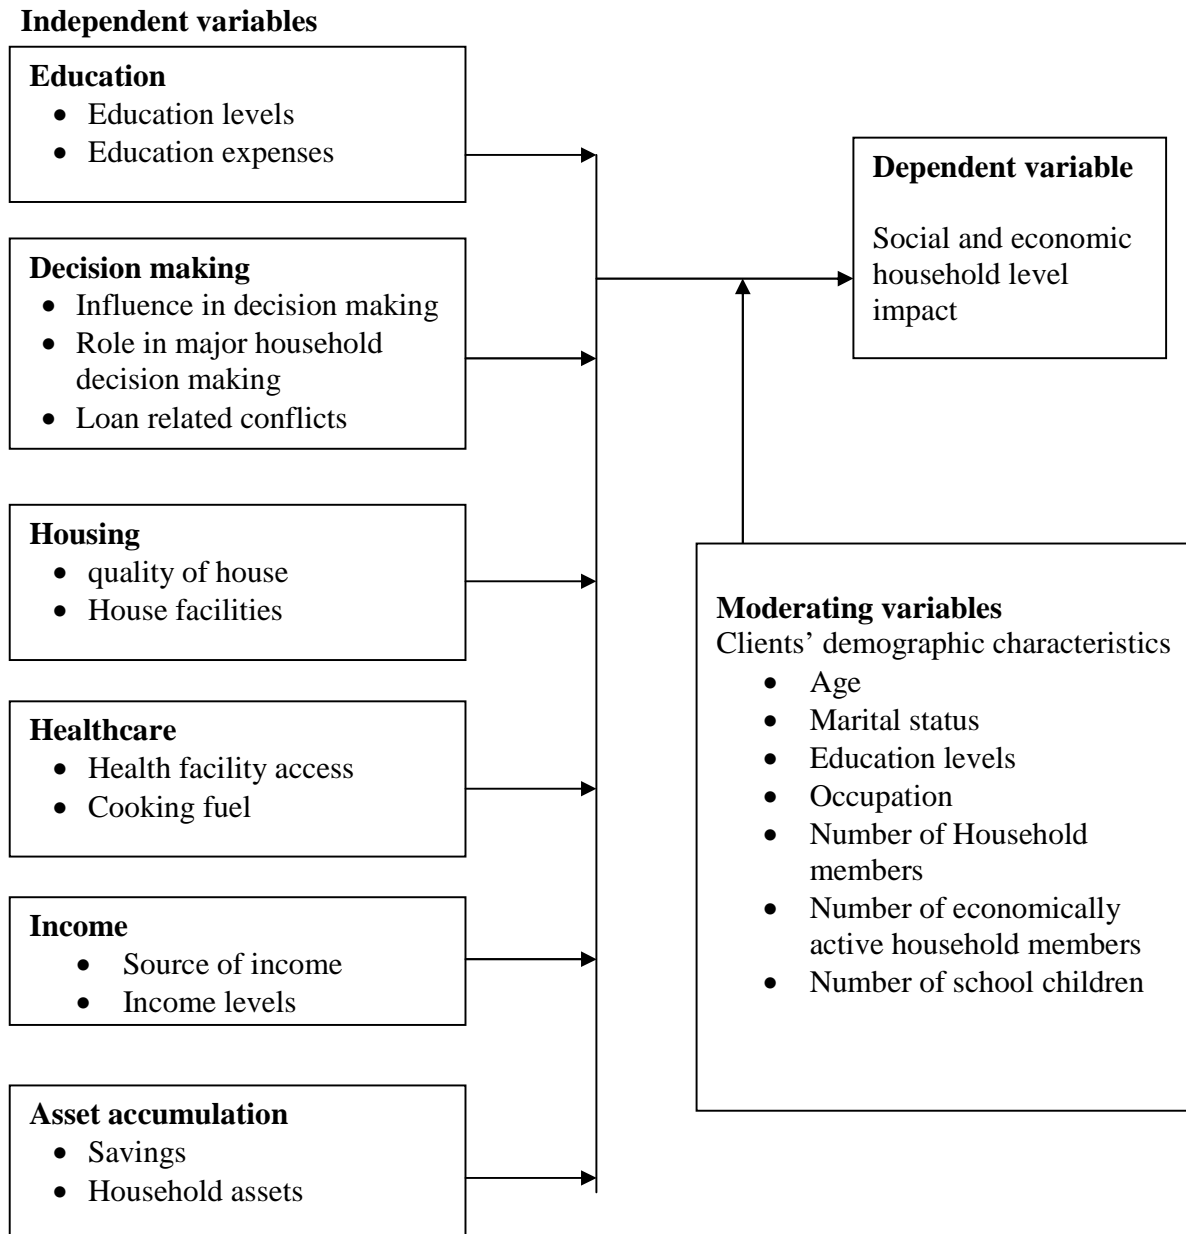 Independent variables
Education
• Education levels
• Education expenses
Decision making
• Influence in decision making
• Role in major household
decision making
• Loan related conflicts
Housing
• quality of house
• House facilities
Healthcare
• Health facility access
• Cooking fuel
Income
• Source of income
• Income levels
Asset accumulation
• Savings
• Household assets
Dependent variable
Social and economic
household level
impact
Moderating variables
Clients’ demographic characteristics
• Age
• Marital status
• Education levels
• Occupation
• Number of Household
members
• Number of economically
active household members
• Number of school children